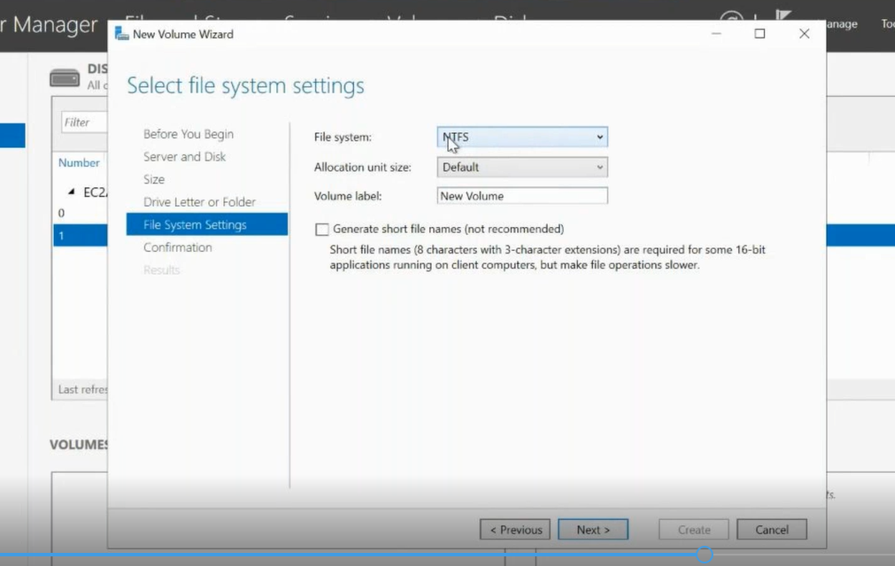 r Manager
New Volume Wizard
anage
Too
DIS
All c
Select file system settings
Filter
Number
EC2A
0
1
Last refres
VOLUMES
Before You Begin
Server and Disk
Size
Drive Letter or Folder
File System Settings
Confirmation
Results
File system: NTFS
Allocation unit size: Default
Volume label: New Volume
Generate short file names (not recommended)
Short file names (8 characters with 3-character extensions) are required for some 16-bit
applications running on client computers, but make file operations slower.
ts.
< Previous Next > Create Cancel